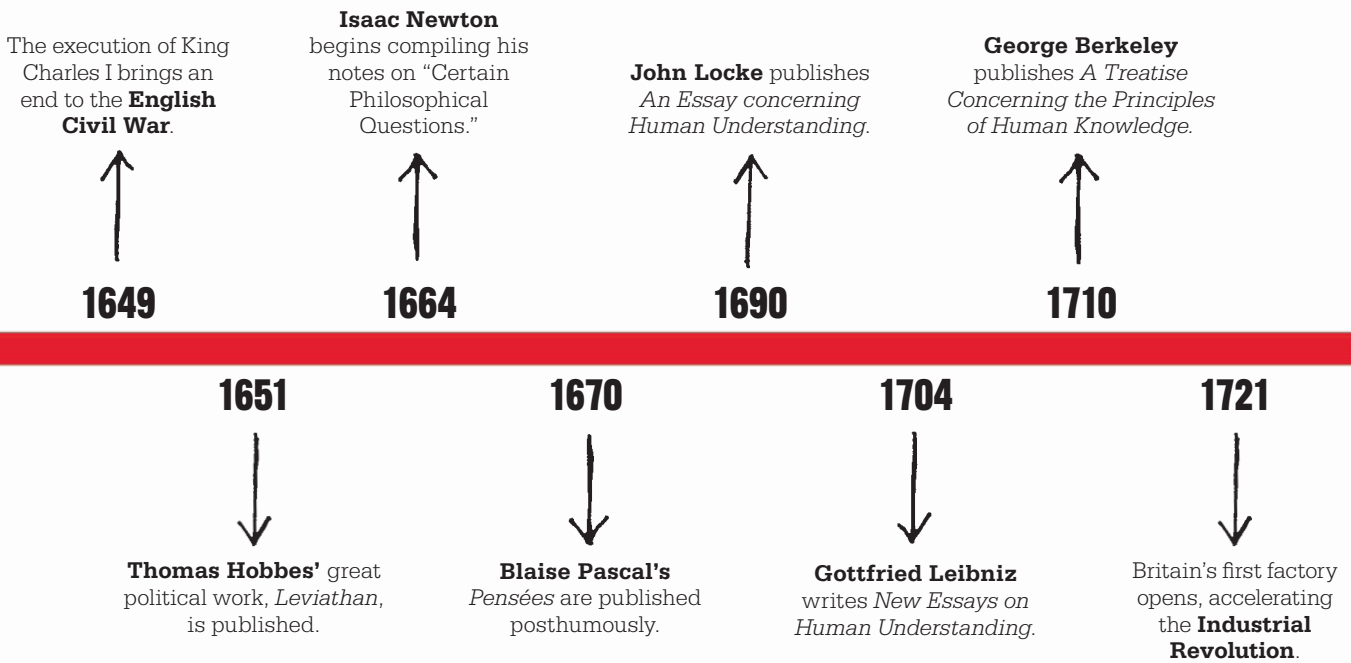 The execution of King
Charles I brings an
end to the English
Civil War.
Isaac Newton
begins compiling his
notes on “Certain
Philosophical
Questions.”
John Locke publishes
An Essay concerning
Human Understanding.
George Berkeley
publishes A Treatise
Concerning the Principles
of Human Knowledge.
1649
1664
1690
1710
1651
1670
1704
1721
Thomas Hobbes’ great
political work, Leviathan,
is published.
Blaise Pascal’s
Pensées are published
posthumously.
Gottfried Leibniz
writes New Essays on
Human Understanding.
Britain’s first factory
opens, accelerating
the Industrial
Revolution.